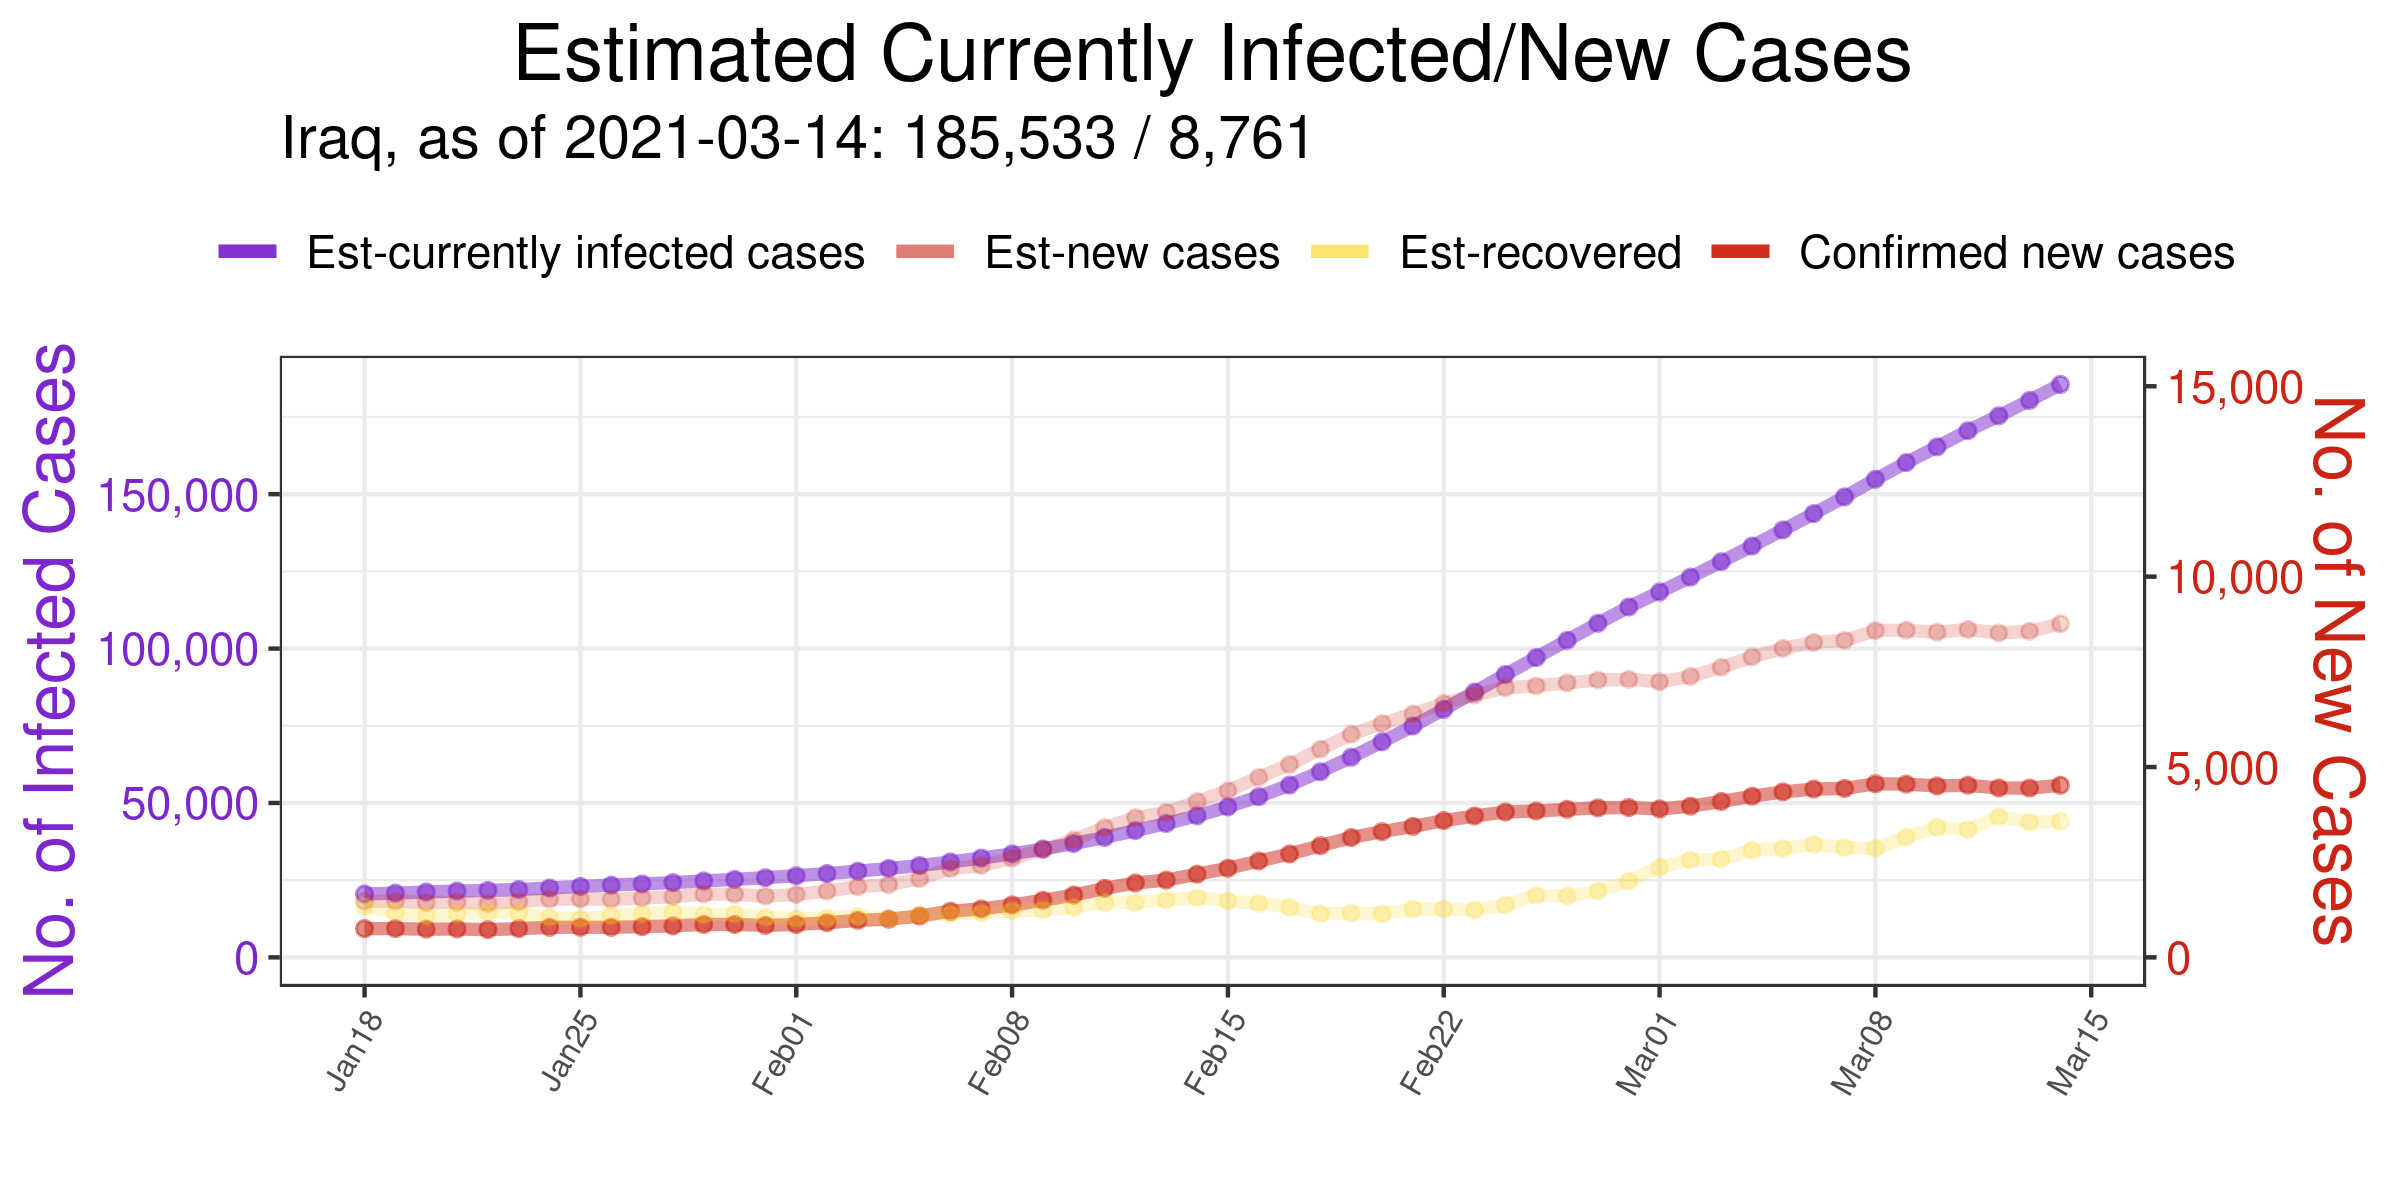 Estimated Currently Infected/New Cases
Iraq, as of 2021-03-14: 185,533 / 8,761
Est-currently infected cases Est-new cases Est-recovered Confirmed new cases
No. of Infected Cases
150,000
100,000
50,000
0
15,000
10,000
5,000
0
No. of New Cases
Jan18 Jan25 Feb01 Feb08 Feb15 Feb22 Mar01 Mar08 Mar15